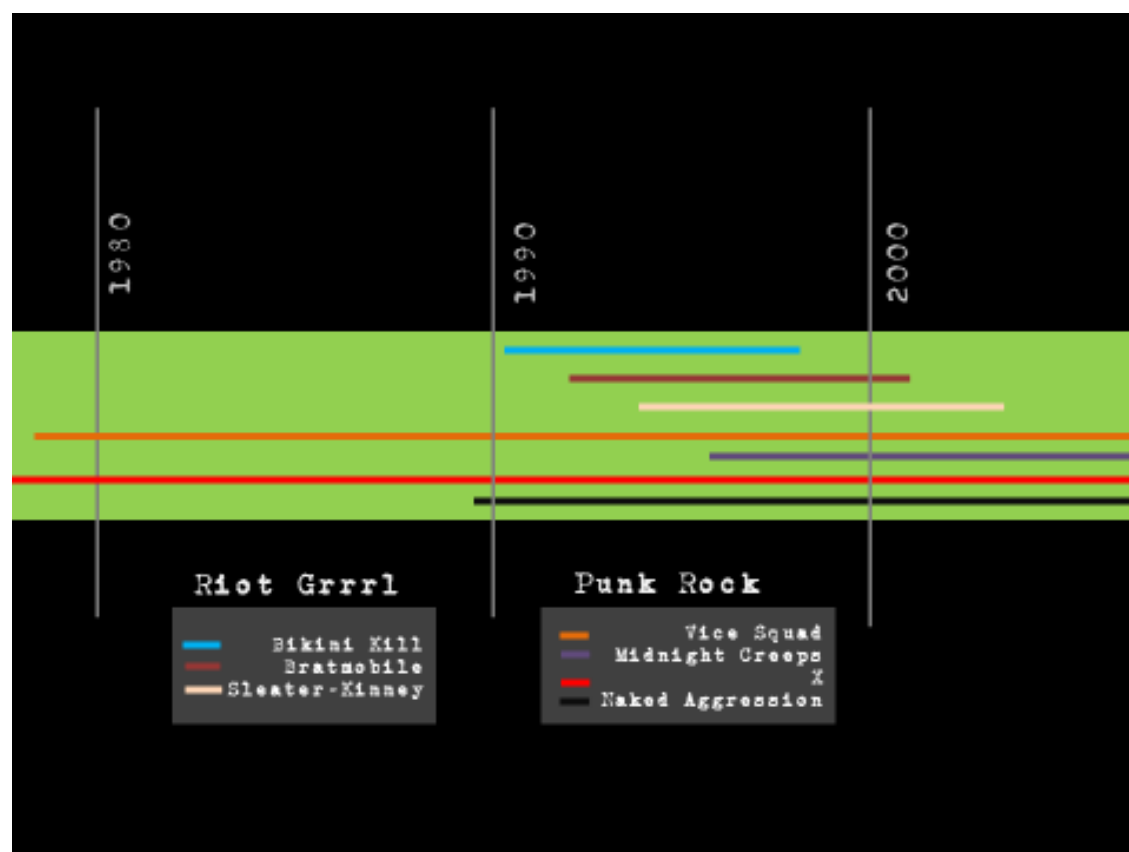 1980
1990
2000
Riot Grrrl
Bikini Kill
Bratmobile
Sleater-Kinney
Punk Rock
Vice Squad
Midnight Creeps
X
Naked Aggression